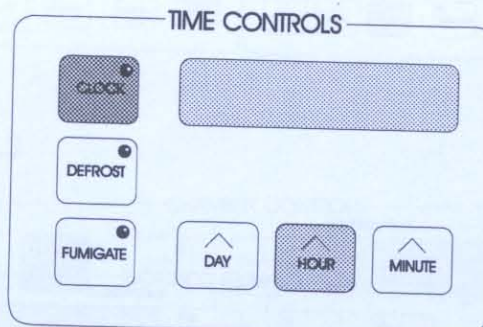 TIME CONTROLS
CLOCK
DEFROST
FUMIGATE
DAY
HOUR
MINUTE